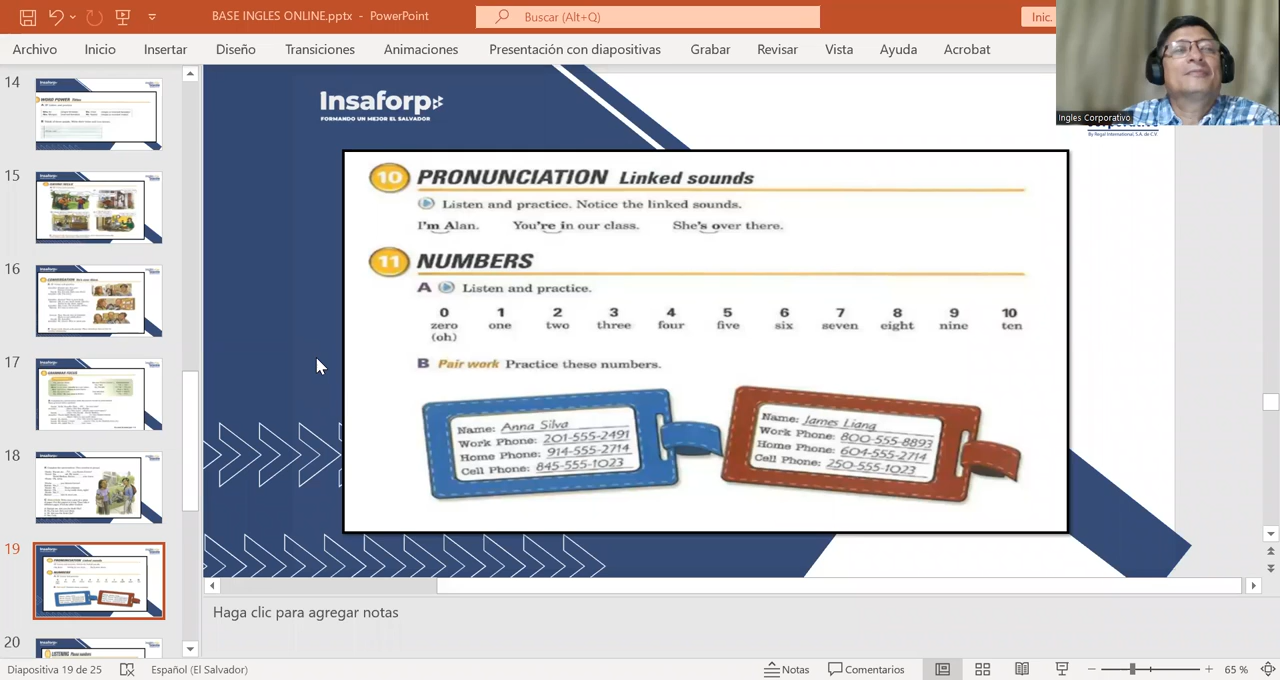 BASE INGLES ONLINE.pptx - PowerPoint
Buscar (Alt+Q)
Inic.
Archivo Inicio Insertar Diseño Transiciones Animaciones Presentación con diapositivas Grabar Revisar Vista Ayuda Acrobat
Ingles Corporativo
By Regal International, S.A. de C.V.
14
15
16
17
18
19
20
Insaforp
FORMANDO UN MEJOR EL SALVADOR
10 PRONUNCIATION Linked sounds
Listen and practice. Notice the linked sounds.
I'm Alan. You're in our class. She's over there.
11 NUMBERS
A Listen and practice.
0 1 2 3 4 5 6 7 8 9 10
zero one two three four five six seven eight nine ten
(oh)
B Pair work Practice these numbers.
Name: Anna Silva
Work Phone: 201-555-2491
Home Phone: 914-555-2714
Cell Phone: 845-555-1023
Name: James Liang
Work Phone: 800-555-8893
Home Phone: 604-555-2714
Cell Phone: 250-555-1023
Haga clic para agregar notas
Diapositiva 19 de 25 Español (El Salvador) Notas Comentarios 65 %